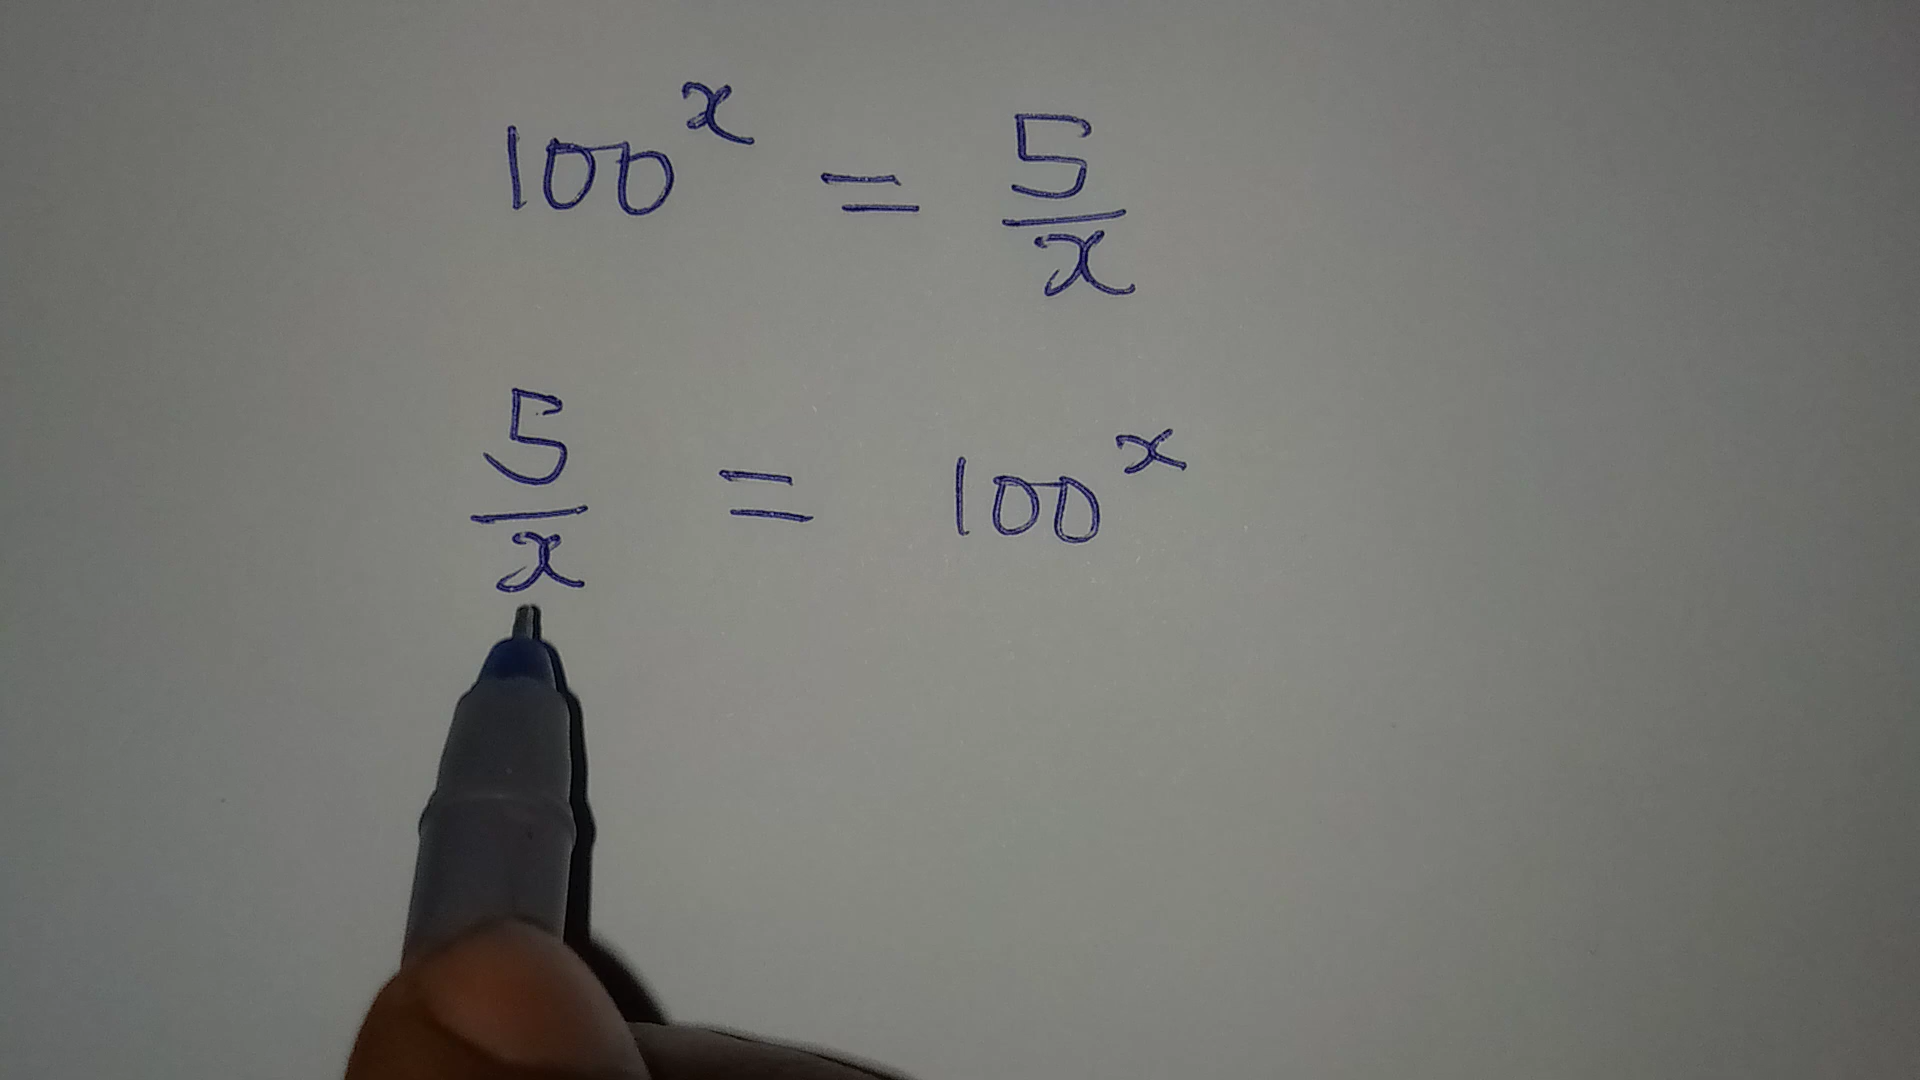 100^x = 5/x
5/x = 100^x